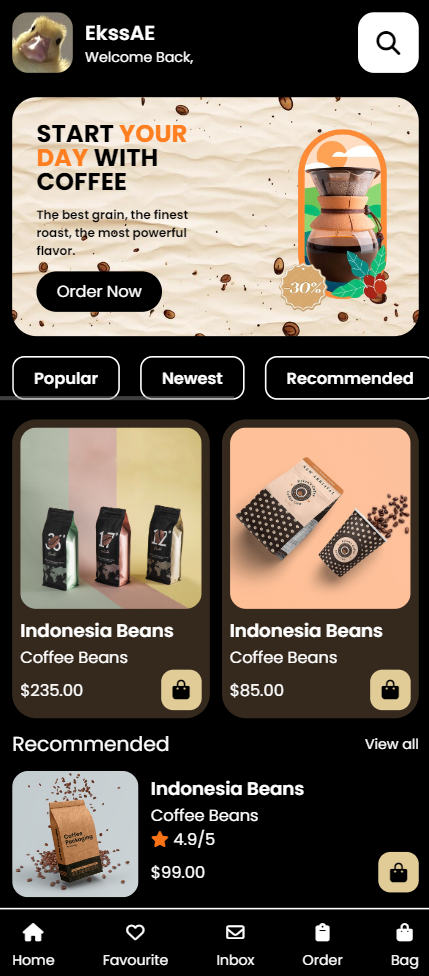 EkssAE
Welcome Back,
START YOUR
DAY WITH
COFFEE
The best grain, the finest
roast, the most powerful
flavor.
Order Now
-30%
Popular
Newest
Recommended
Indonesia Beans
Coffee Beans
$235.00
NEW ARRIVAL
Indonesia Beans
Coffee Beans
$85.00
Recommended
View all
Coffee
Packaging
Indonesia Beans
Coffee Beans
4.9/5
$99.00
Home
Favourite
Inbox
Order
Bag